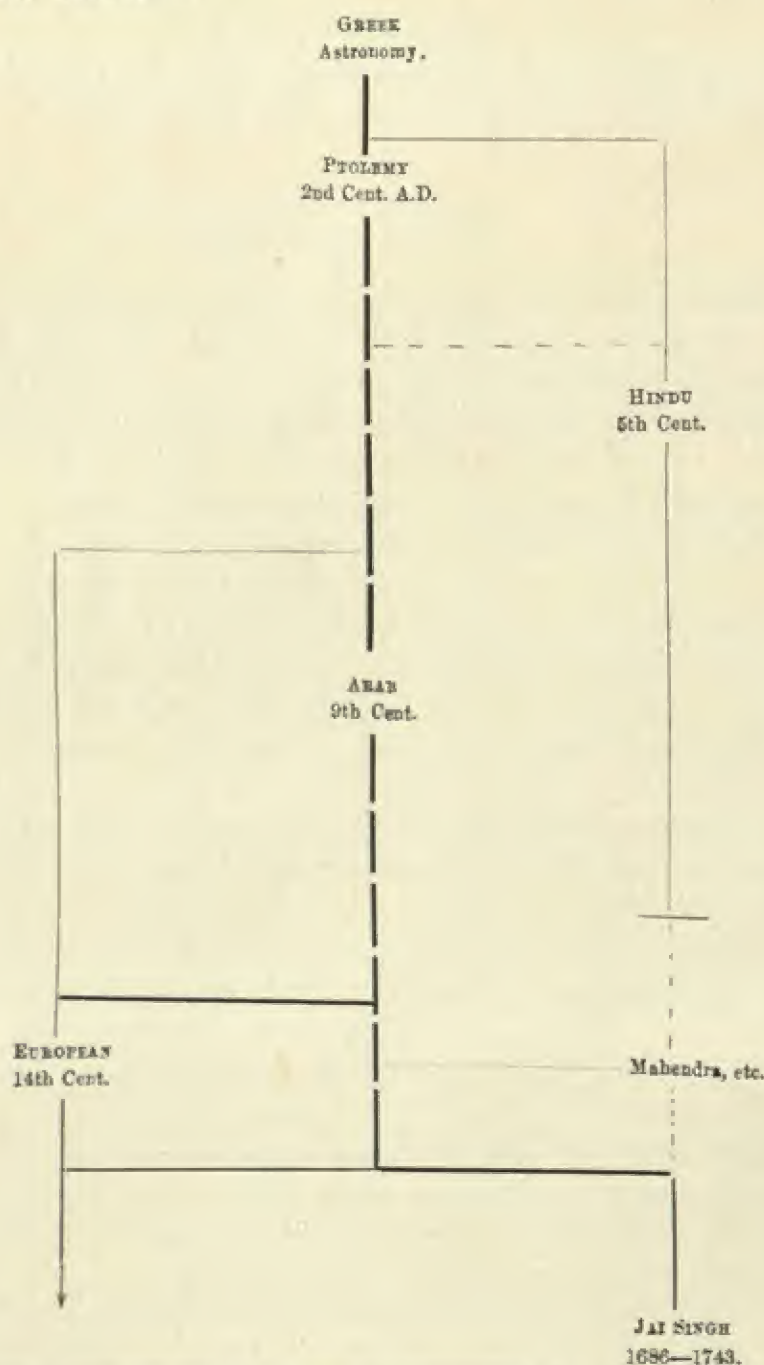 GREEK
Astronomy.
PTOLEMY
2nd Cent. A.D.
HINDU
5th Cent.
ARAB
9th Cent.
EUROPEAN
14th Cent.
Mahendra, etc.
JAI SINGH
1686—1743.